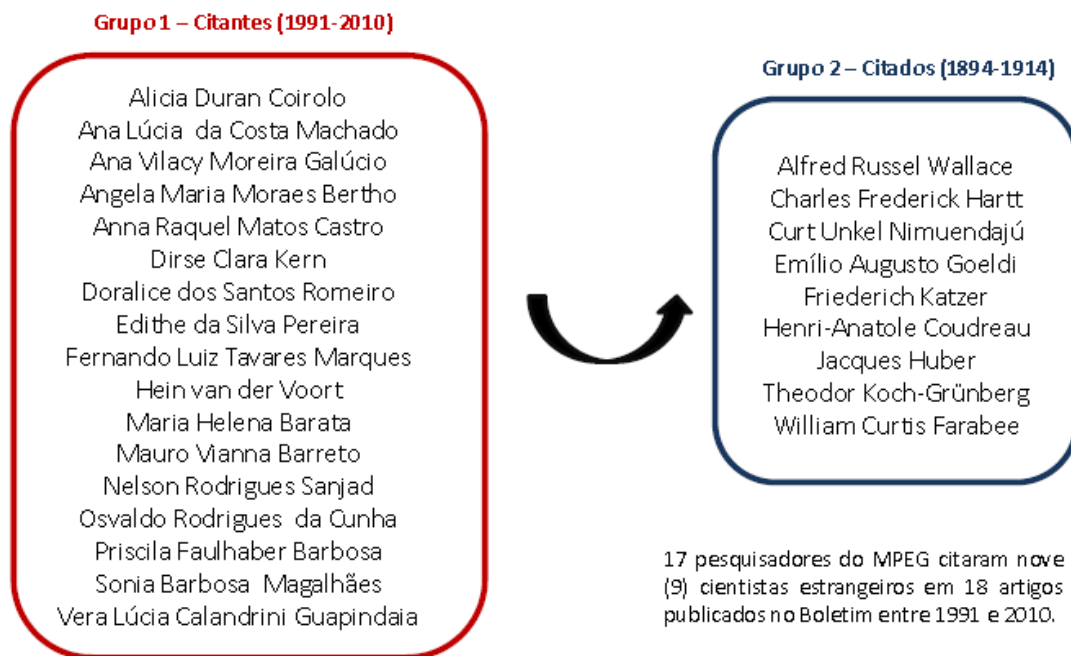 Grupo 1 – Citantes (1991-2010)
Alicia Duran Coirolo
Ana Lúcia da Costa Machado
Ana Vilacy Moreira Galúcio
Angela Maria Moraes Bertho
Anna Raquel Matos Castro
Dirse Clara Kern
Doralice dos Santos Romeiro
Edithe da Silva Pereira
Fernando Luiz Tavares Marques
Hein van der Voort
Maria Helena Barata
Mauro Vianna Barreto
Nelson Rodrigues Sanjad
Osvaldo Rodrigues da Cunha
Priscila Faulhaber Barbosa
Sonia Barbosa Magalhães
Vera Lúcia Calandrini Guapindaia
Grupo 2 – Citados (1894-1914)
Alfred Russel Wallace
Charles Frederick Hartt
Curt Unkel Nimuendajú
Emílio Augusto Goeldi
Friederich Katzer
Henri-Anatole Coudreau
Jacques Huber
Theodor Koch-Grünberg
William Curtis Farabee
17 pesquisadores do MPEG citaram nove
(9) cientistas estrangeiros em 18 artigos
publicados no Boletim entre 1991 e 2010.